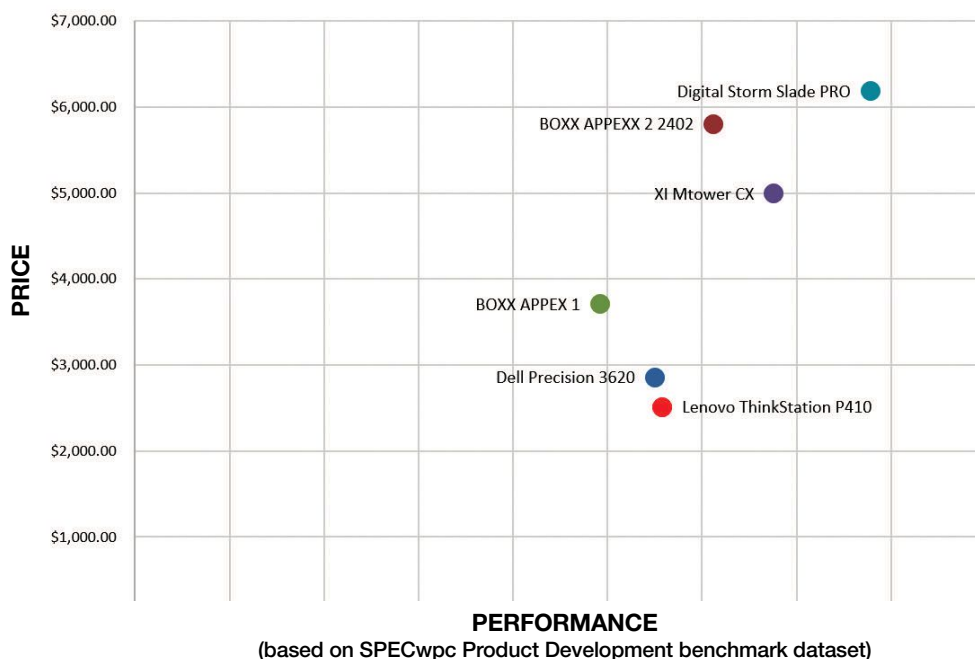 $7,000.00
Digital Storm Slade PRO
$6,000.00
BOXX APPEXX 2 2402
XI Mtower CX
$5,000.00
PRICE
$4,000.00
BOXX APPEX 1
$3,000.00
Dell Precision 3620
Lenovo ThinkStation P410
$2,000.00
$1,000.00
PERFORMANCE
(based on SPECwpc Product Development benchmark dataset)